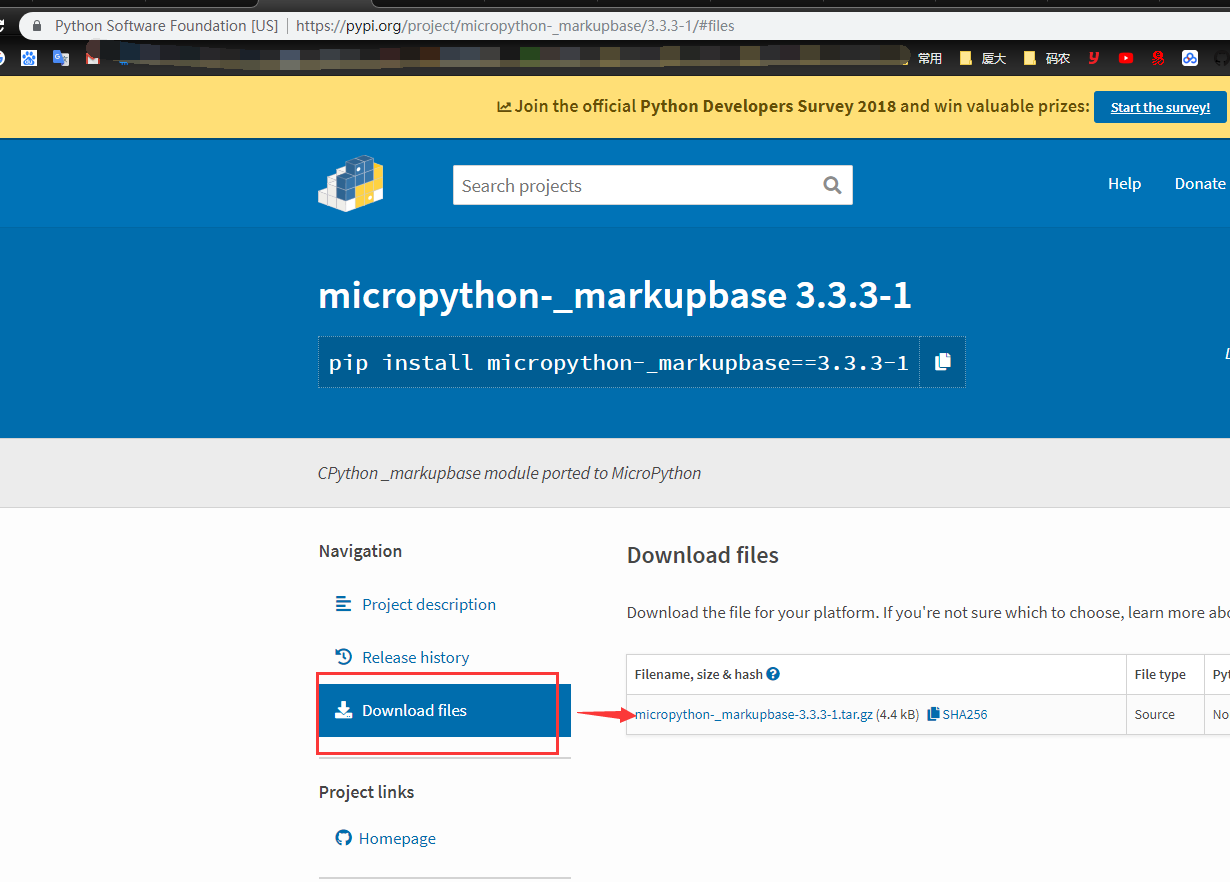 Python Software Foundation [US] | https://pypi.org/project/micropython-_markupbase/3.3.3-1/#files
常用 厦大 码农
Join the official Python Developers Survey 2018 and win valuable prizes: Start the survey!
Search projects
Help Donate
micropython-_markupbase 3.3.3-1
pip install micropython-_markupbase==3.3.3-1
CPython _markupbase module ported to MicroPython
Navigation
Project description
Release history
Download files
Project links
Homepage
Download files
Download the file for your platform. If you're not sure which to choose, learn more abo
Filename, size & hash File type Pyt
micropython-_markupbase-3.3.3-1.tar.gz (4.4 kB) SHA256 Source No